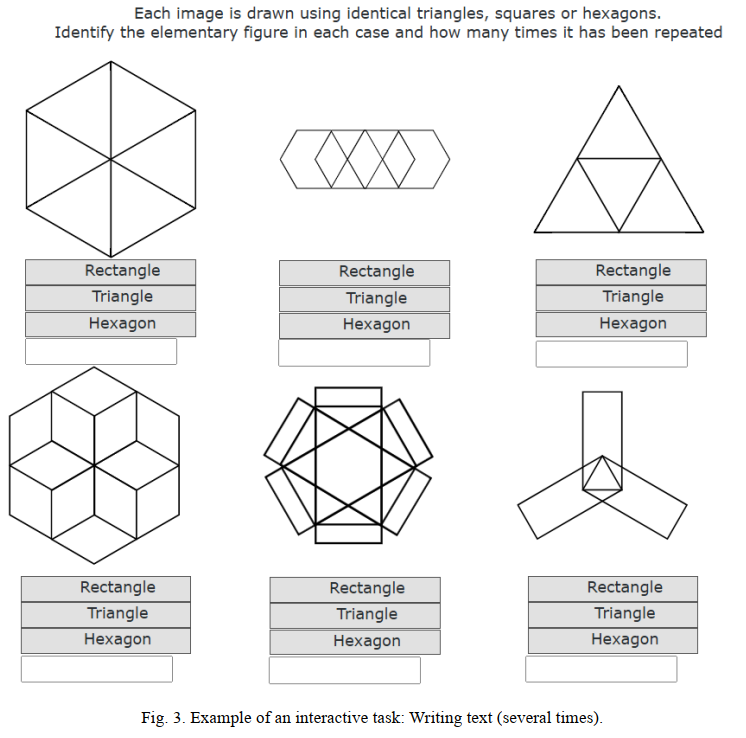 Each image is drawn using identical triangles, squares or hexagons.
Identify the elementary figure in each case and how many times it has been repeated
Rectangle
Triangle
Hexagon
Rectangle
Triangle
Hexagon
Rectangle
Triangle
Hexagon
Rectangle
Triangle
Hexagon
Rectangle
Triangle
Hexagon
Rectangle
Triangle
Hexagon
Fig. 3. Example of an interactive task: Writing text (several times).